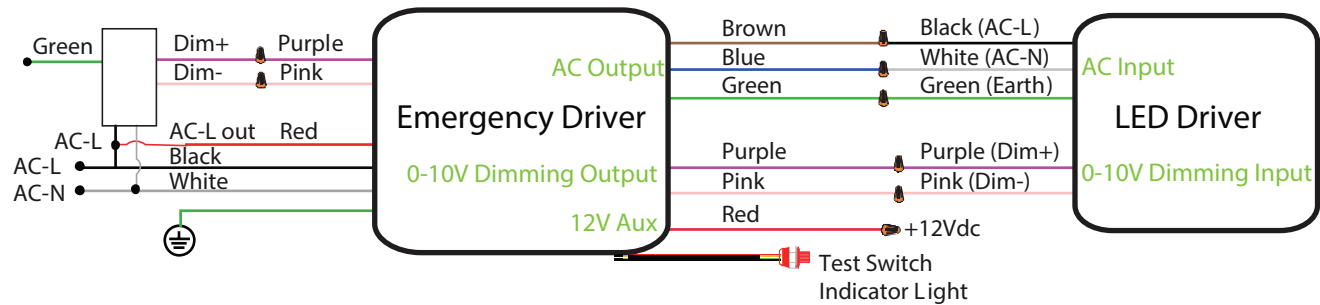 Green
Dim+ Purple
Dim- Pink
AC-L
AC-L out Red
AC-L
Black
AC-N
White
Emergency Driver
AC Output
0-10V Dimming Output
12V Aux
Brown
Black (AC-L)
Blue
White (AC-N)
Green
Green (Earth)
Purple
Purple (Dim+)
Pink
Pink (Dim-)
Red
+12Vdc
Test Switch
Indicator Light
AC Input
LED Driver
0-10V Dimming Input